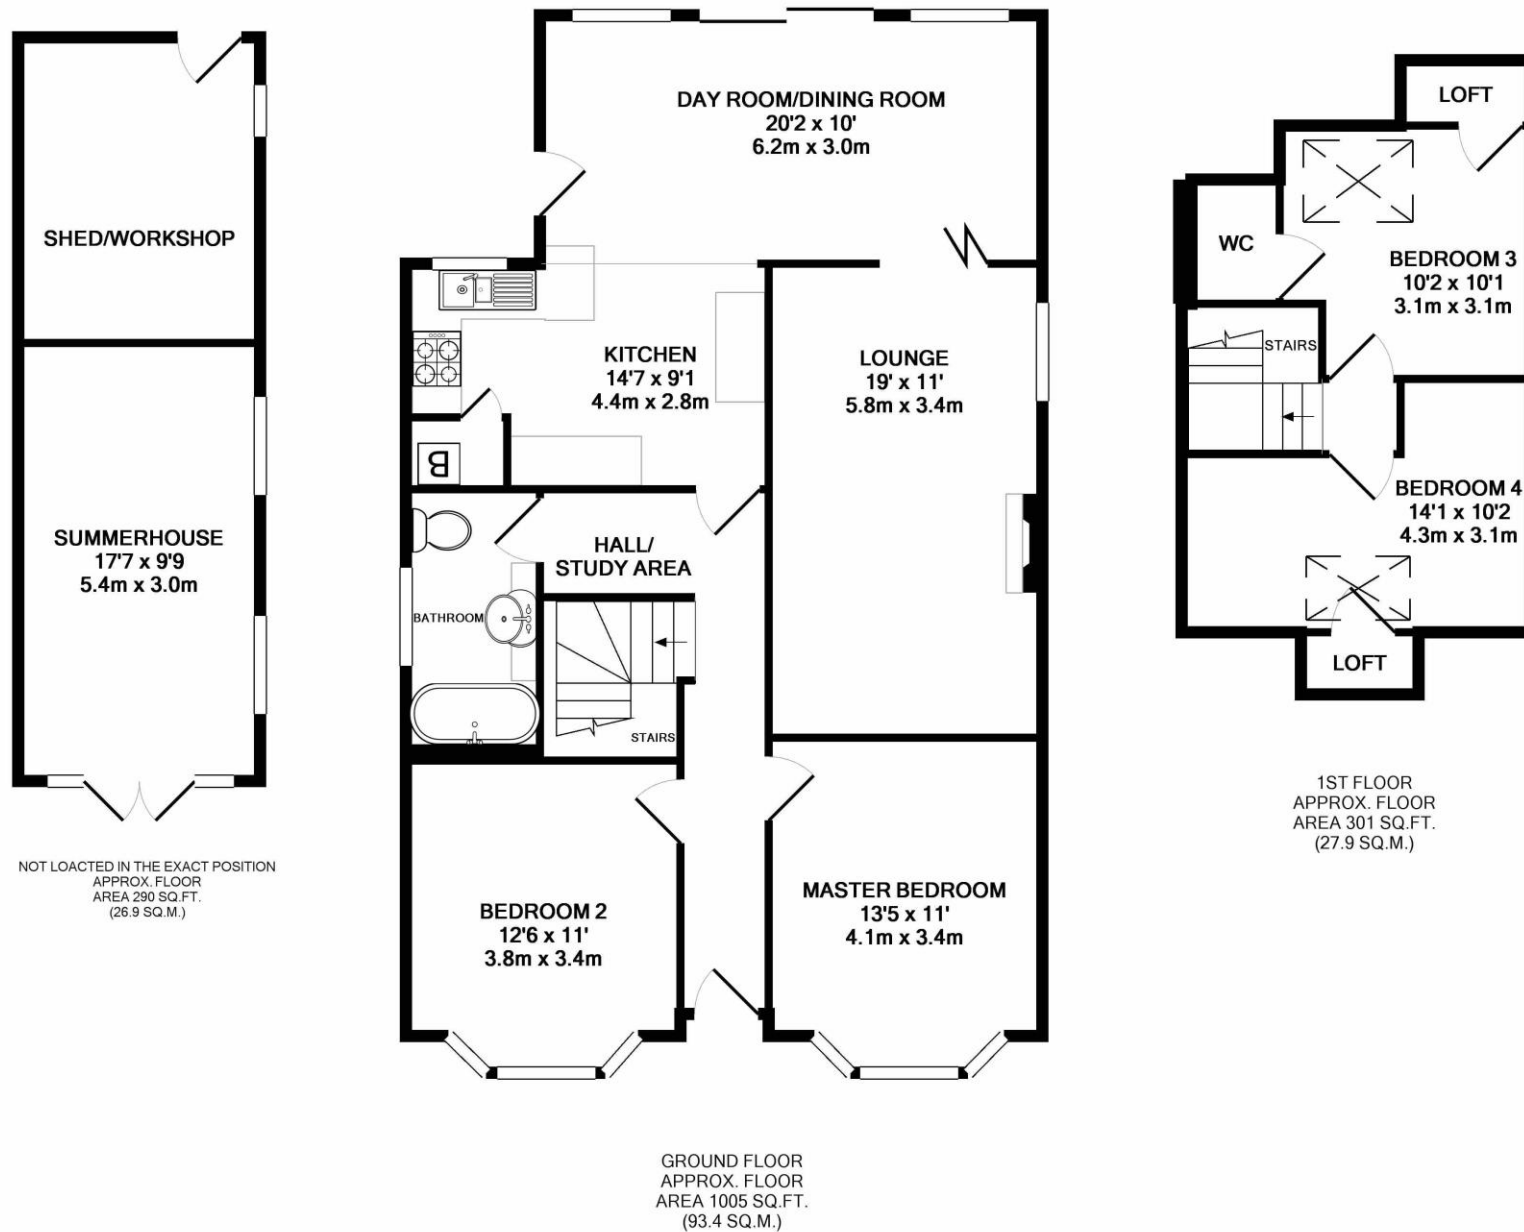 SHED/WORKSHOP
SUMMERHOUSE
17'7 x 9'9
5.4m x 3.0m
NOT LOACTED IN THE EXACT POSITION
APPROX. FLOOR
AREA 290 SQ.FT.
(26.9 SQ.M.)
DAY ROOM/DINING ROOM
20'2 x 10'
6.2m x 3.0m
KITCHEN
14'7 x 9'1
4.4m x 2.8m
B
LOUNGE
19' x 11'
5.8m x 3.4m
HALL/
STUDY AREA
BATHROOM
STAIRS
BEDROOM 2
12'6 x 11'
3.8m x 3.4m
MASTER BEDROOM
13'5 x 11'
4.1m x 3.4m
GROUND FLOOR
APPROX. FLOOR
AREA 1005 SQ.FT.
(93.4 SQ.M.)
LOFT
WC
BEDROOM 3
10'2 x 10'1
3.1m x 3.1m
STAIRS
BEDROOM 4
14'1 x 10'2
4.3m x 3.1m
LOFT
1ST FLOOR
APPROX. FLOOR
AREA 301 SQ.FT.
(27.9 SQ.M.)